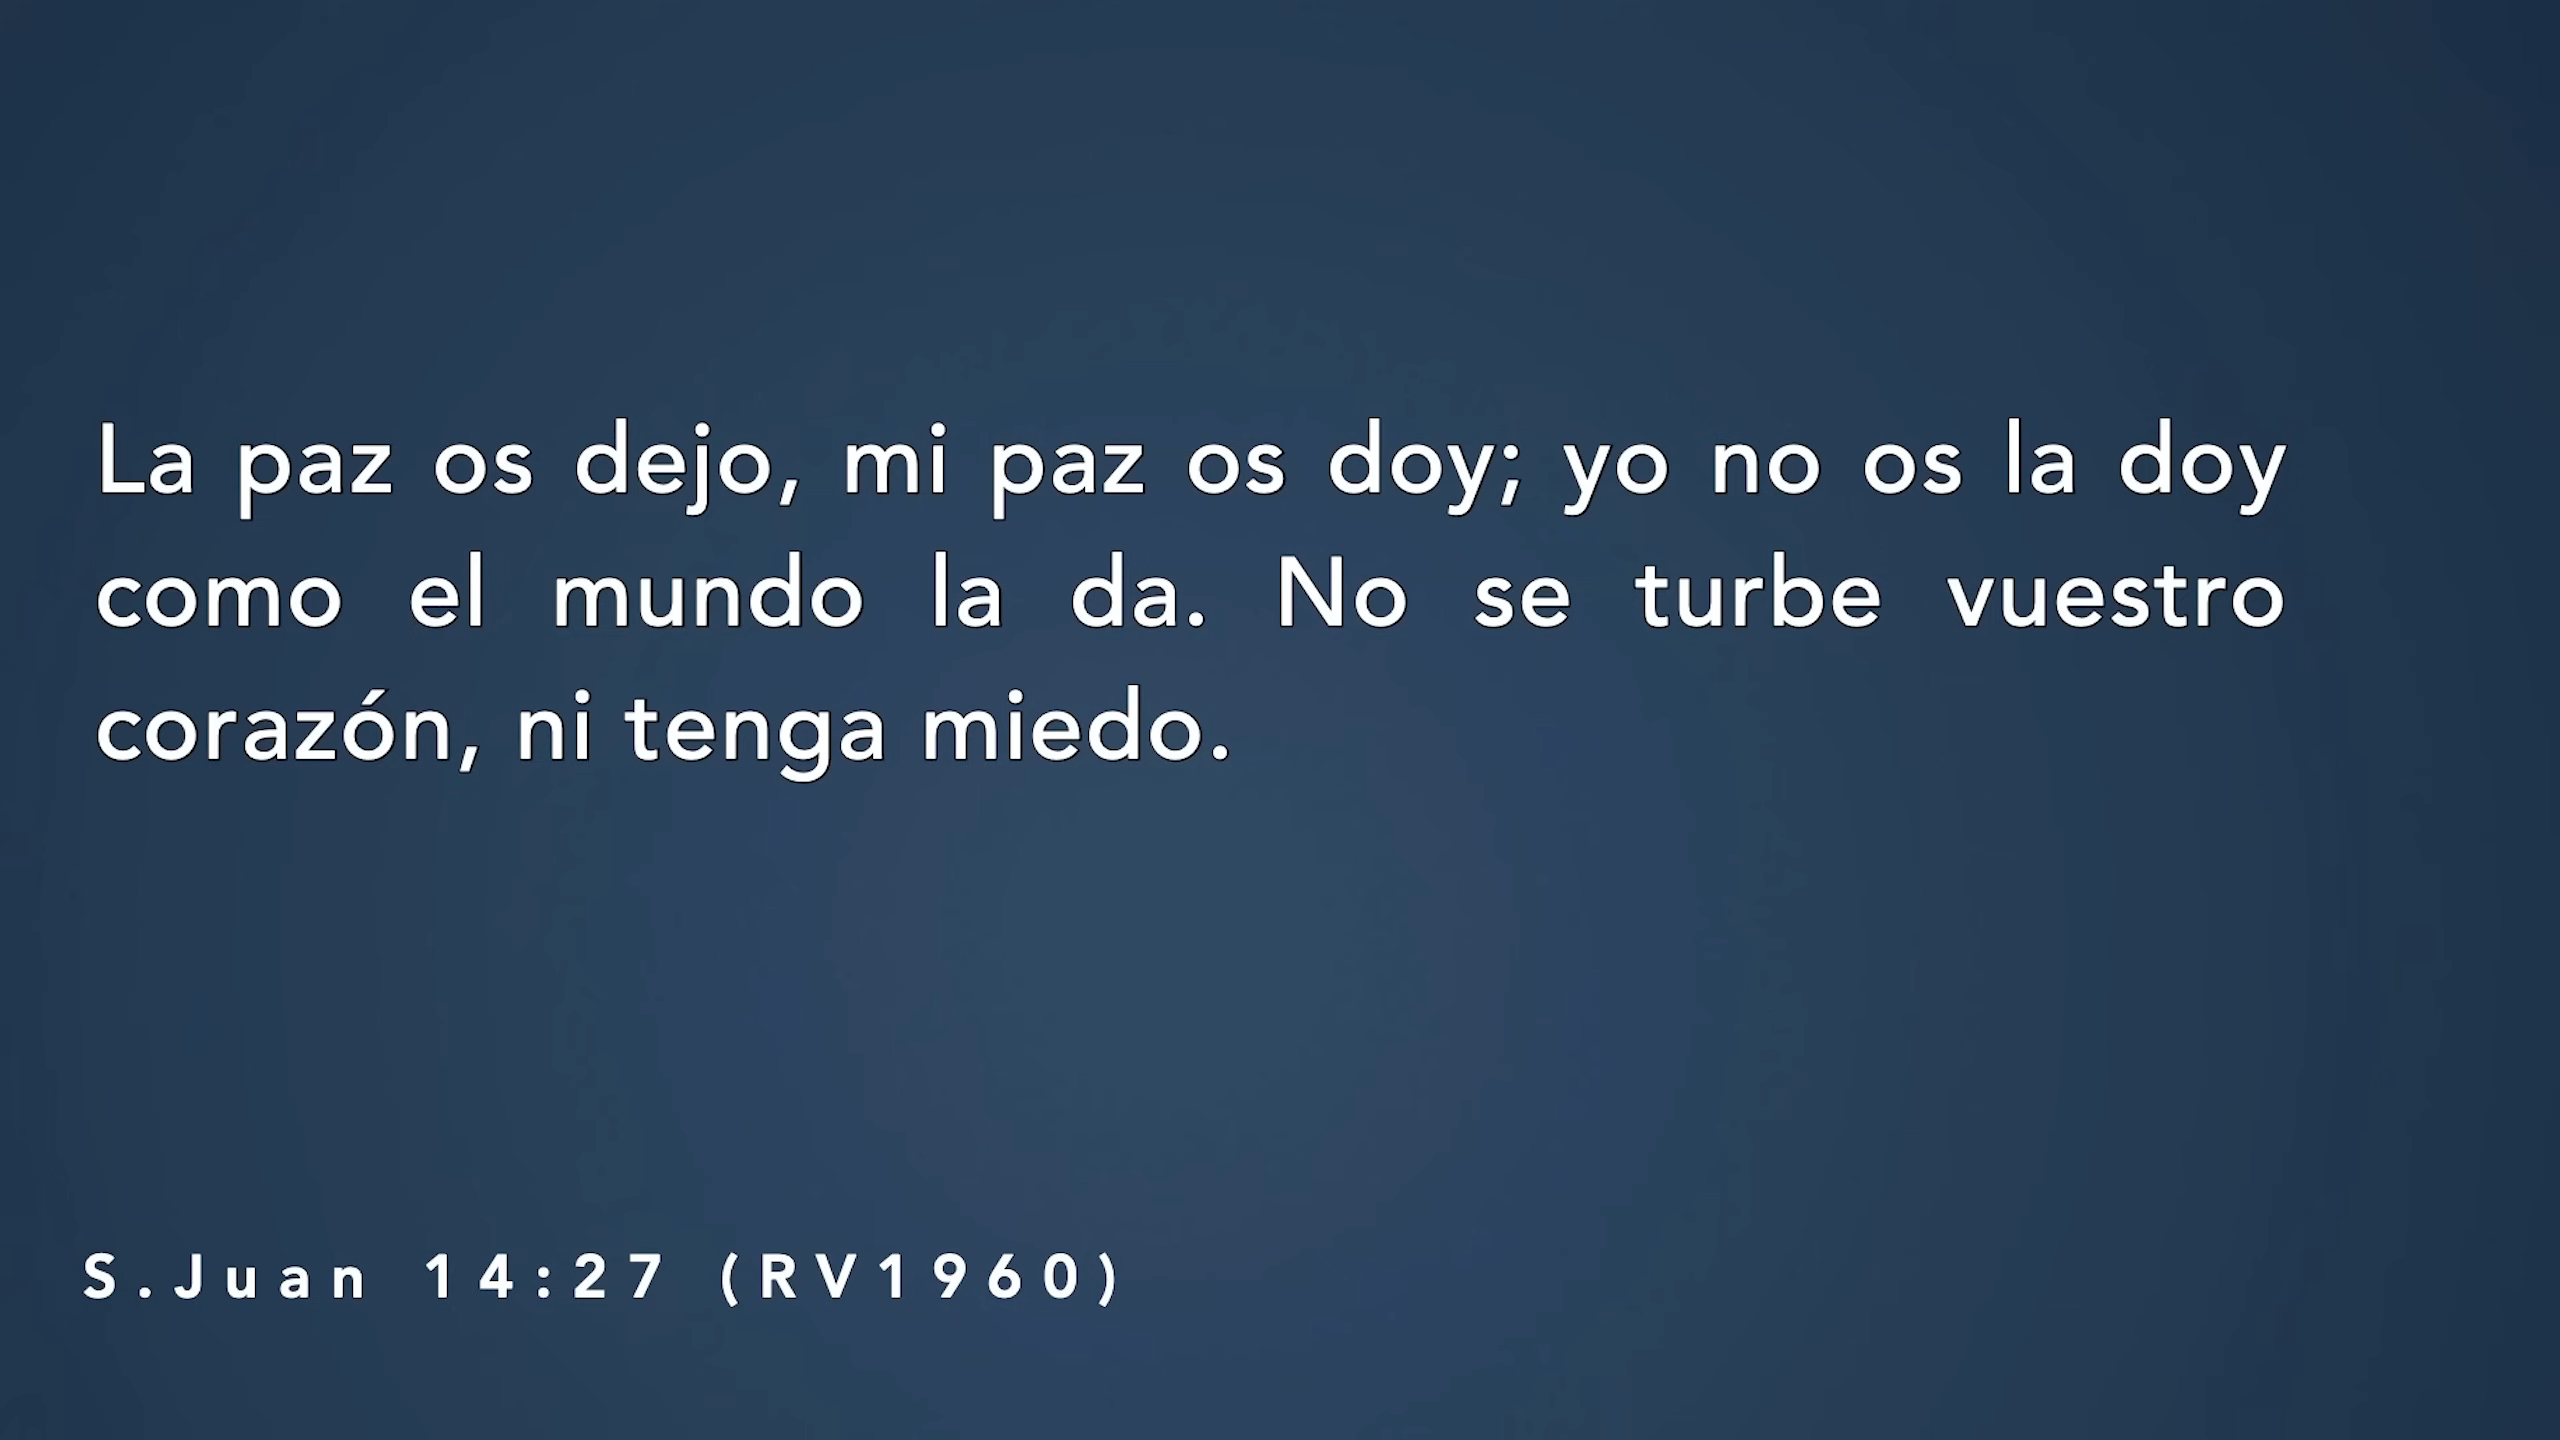 La paz os dejo, mi paz os doy; yo no os la doy
como el mundo la da. No se turbe vuestro
corazón, ni tenga miedo.
S.Juan 14:27 (RV1960)